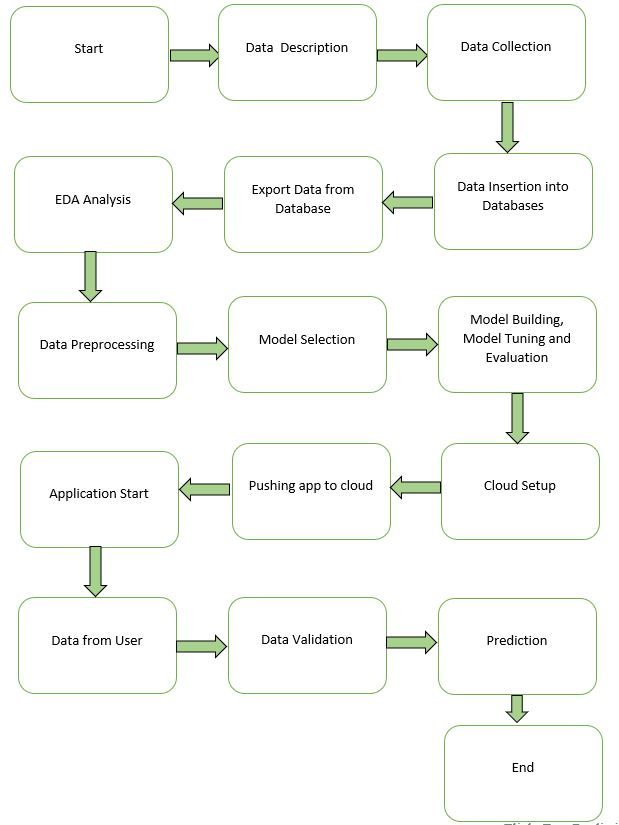 Start
Data  Description
Data Collection
Data Insertion into
Databases
Export Data from
Database
EDA Analysis
Data Preprocessing
Model Selection
Model Building,
Model Tuning and
Evaluation
Cloud Setup
Pushing app to cloud
Application Start
Data from User
Data Validation
Prediction
End